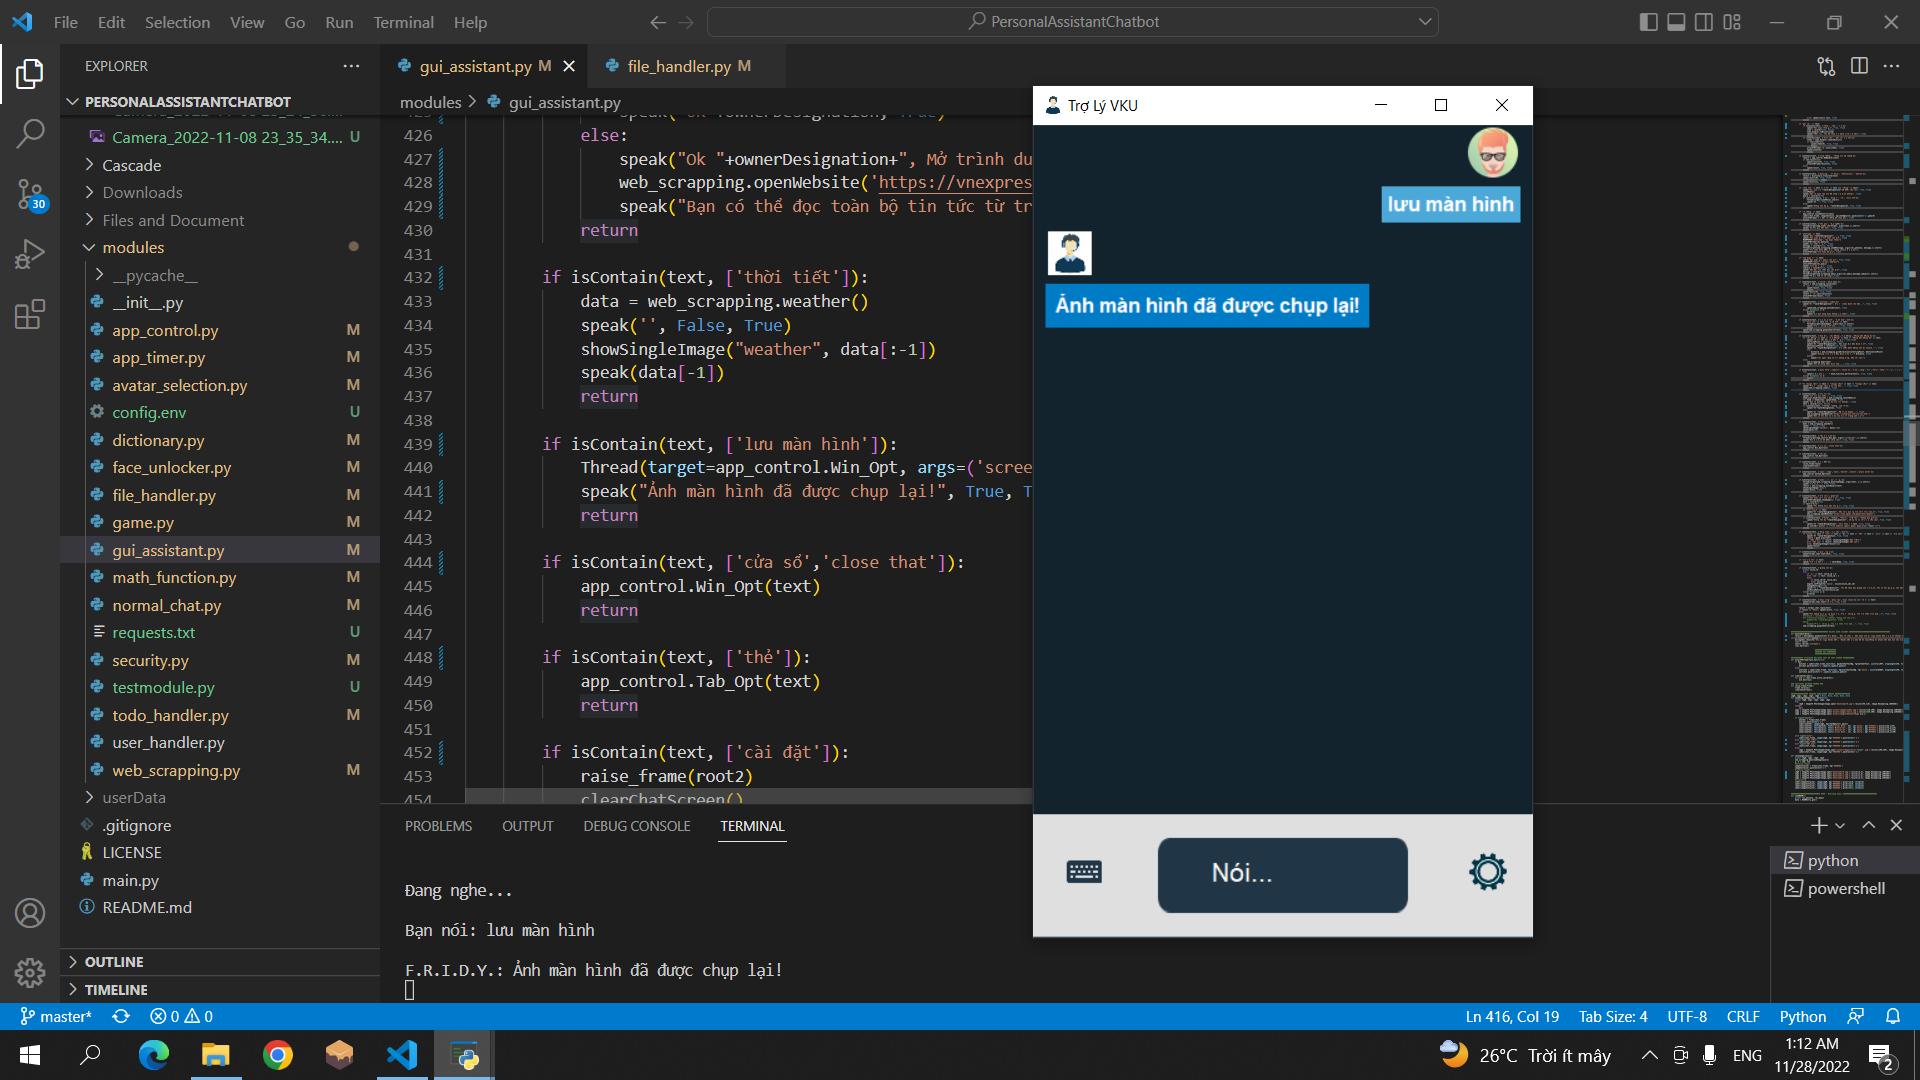 File Edit Selection View Go Run Terminal Help
PersonalAssistantChatbot
EXPLORER
PERSONALASSISTANTCHATBOT
Camera_2022-11-08 23_35_34.... U
Cascade
Downloads
Files and Document
modules
__pycache__
__init__.py
app_control.py M
app_timer.py M
avatar_selection.py M
config.env U
dictionary.py M
face_unlocker.py M
file_handler.py M
game.py M
gui_assistant.py M
math_function.py M
normal_chat.py M
requests.txt U
security.py M
testmodule.py U
todo_handler.py M
user_handler.py
web_scrapping.py M
userData
.gitignore
LICENSE
main.py
README.md
OUTLINE
TIMELINE
30
gui_assistant.py M
file_handler.py M
modules > gui_assistant.py
426 else:
427 speak("Ok "+ownerDesignation+", Mở trình du
428 web_scrapping.openWebsite('https://vnexpres
429 speak("Bạn có thể đọc toàn bộ tin tức từ tr
430 return
431
432 if isContain(text, ['thời tiết']):
433 data = web_scrapping.weather()
434 speak('', False, True)
435 showSingleImage("weather", data[:-1])
436 speak(data[-1])
437 return
438
439 if isContain(text, ['lưu màn hình']):
440 Thread(target=app_control.Win_Opt, args=('scree
441 speak("Ảnh màn hình đã được chụp lại!", True, T
442 return
443
444 if isContain(text, ['cửa sổ','close that']):
445 app_control.Win_Opt(text)
446 return
447
448 if isContain(text, ['thẻ']):
449 app_control.Tab_Opt(text)
450 return
451
452 if isContain(text, ['cài đặt']):
453 raise_frame(root2)
454 clearChatScreen()
Trợ Lý VKU
lưu màn hình
Ảnh màn hình đã được chụp lại!
Nói...
PROBLEMS OUTPUT DEBUG CONSOLE TERMINAL
Đang nghe...
Bạn nói: lưu màn hình
F.R.I.D.Y.: Ảnh màn hình đã được chụp lại!
python
powershell
master* 0 0
Ln 416, Col 19 Tab Size: 4 UTF-8 CRLF Python
26°C Trời ít mây
ENG
1:12 AM
11/28/2022
2